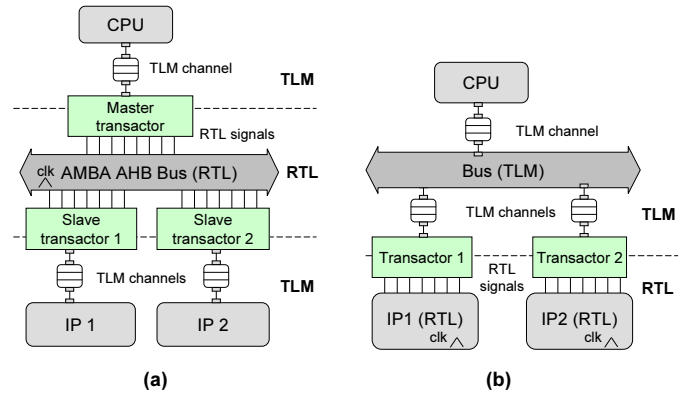 CPU
TLM channel
TLM
Master
transactor
RTL signals
clk
AMBA AHB Bus (RTL)
RTL
Slave
transactor 1
Slave
transactor 2
TLM channels
TLM
IP 1
IP 2
(a)
CPU
TLM channel
Bus (TLM)
TLM channels
TLM
Transactor 1
RTL
signals
Transactor 2
RTL
IP1 (RTL)
clk
IP2 (RTL)
clk
(b)